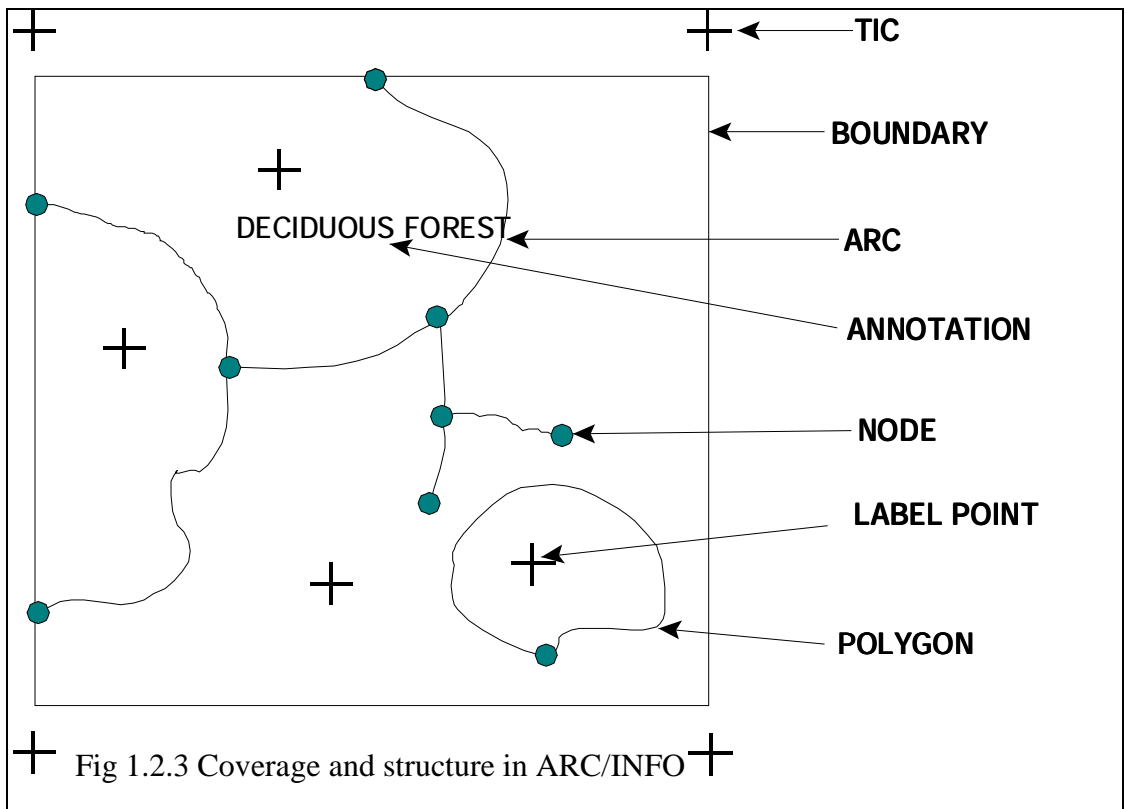 TIC
BOUNDARY
DECIDUOUS FOREST
ARC
ANNOTATION
NODE
LABEL POINT
POLYGON
Fig 1.2.3 Coverage and structure in ARC/INFO